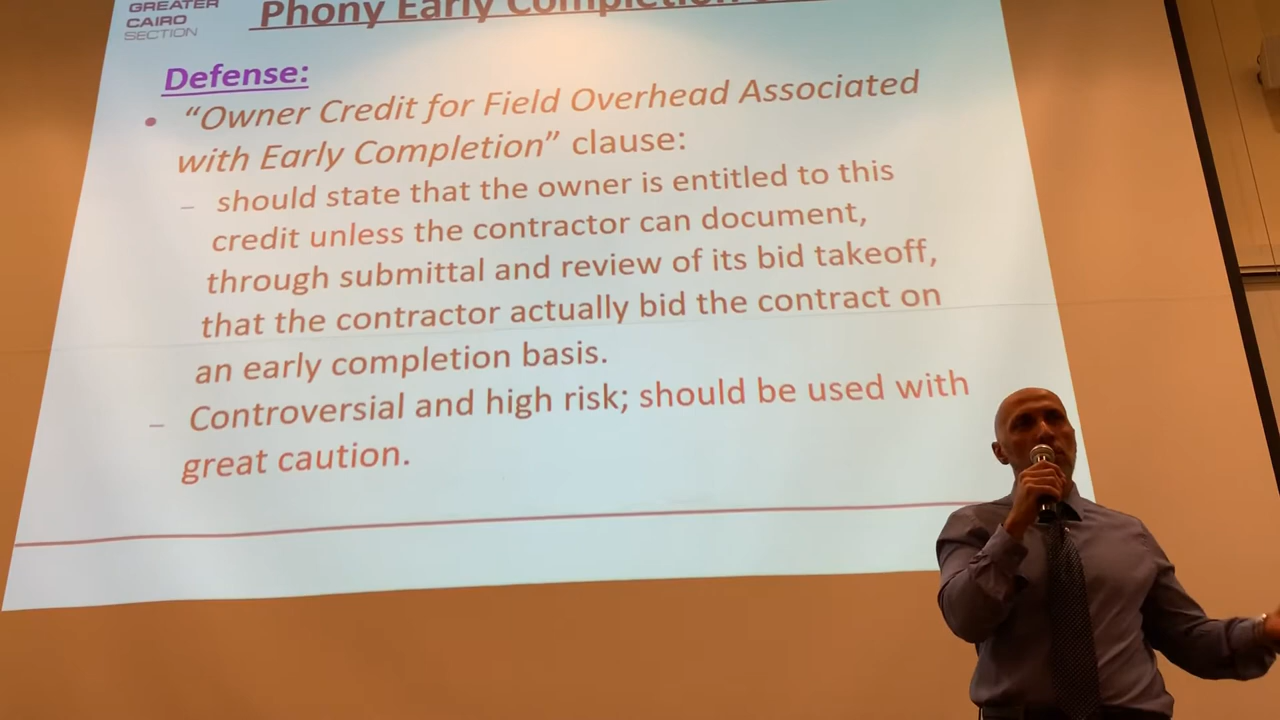 GREATER
CAIRO
SECTION
Phony Early Completion
Defense:
• “Owner Credit for Field Overhead Associated
with Early Completion” clause:
– should state that the owner is entitled to this
credit unless the contractor can document,
through submittal and review of its bid takeoff,
that the contractor actually bid the contract on
an early completion basis.
– Controversial and high risk; should be used with
great caution.